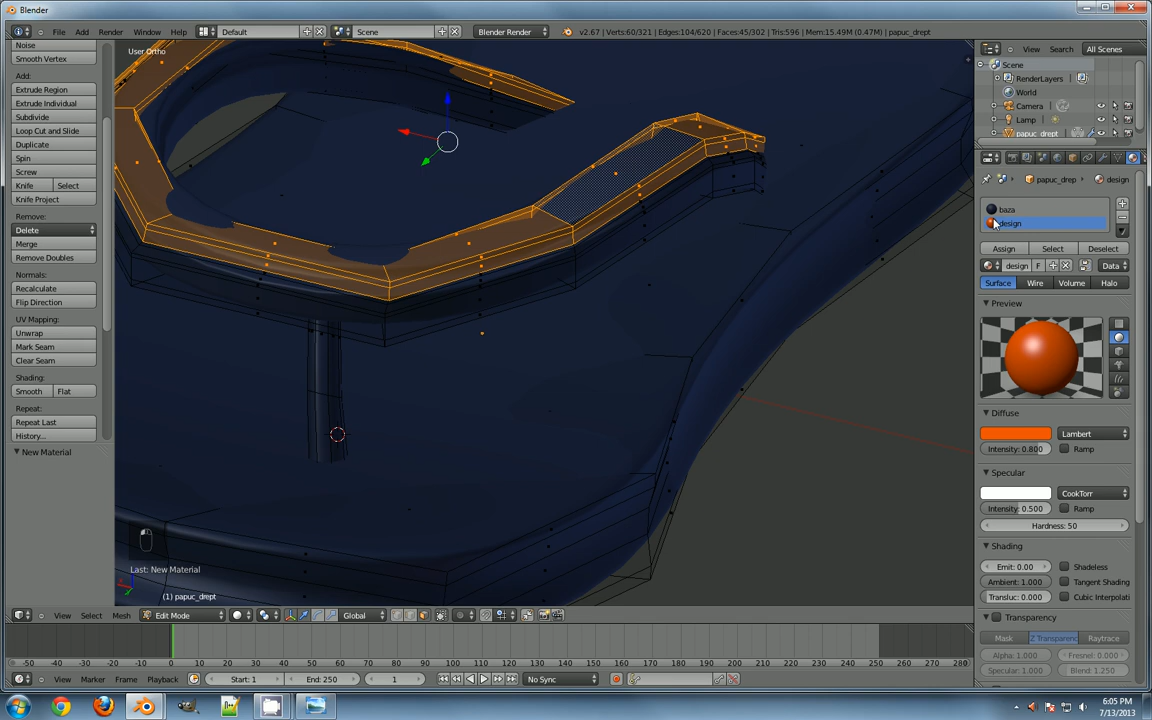 Blender
File Add Render Window Help Default Scene Blender Render v2.67 | Verts:60/321 | Edges:104/620 | Faces:45/302 | Tris:596 | Mem:15.49M (0.47M) | papuc_drept
Noise
Smooth Vertex
Add:
Extrude Region
Extrude Individual
Subdivide
Loop Cut and Slide
Duplicate
Spin
Screw
Knife Select
Knife Project
Remove:
Delete
Merge
Remove Doubles
Normals:
Recalculate
Flip Direction
UV Mapping:
Unwrap
Mark Seam
Clear Seam
Shading:
Smooth Flat
Repeat:
Repeat Last
History...
New Material
User Ortho
Last: New Material
(1) papuc_drept
View Select Mesh Edit Mode Global
-50 -40 -30 -20 -10 0 10 20 30 40 50 60 70 80 90 100 110 120 130 140 150 160 170 180 190 200 210 220 230 240 250 260 270 280
View Marker Frame Playback Start: 1 End: 250 1 No Sync
View Search All Scenes
Scene
RenderLayers
World
Camera
Lamp
papuc_drept
papuc_drep design
baza
design
Assign Select Deselect
design F Data
Surface Wire Volume Halo
Preview
Diffuse
Lambert
Intensity: 0.800 Ramp
Specular
CookTorr
Intensity: 0.500 Ramp
Hardness: 50
Shading
Emit: 0.00 Shadeless
Ambient: 1.000 Tangent Shading
Transluc: 0.000 Cubic Interpolati
Transparency
Mask Z Transparenc Raytrace
Alpha: 1.000 Fresnel: 0.000
Specular: 1.000 Blend: 1.250
6:05 PM
7/13/2013